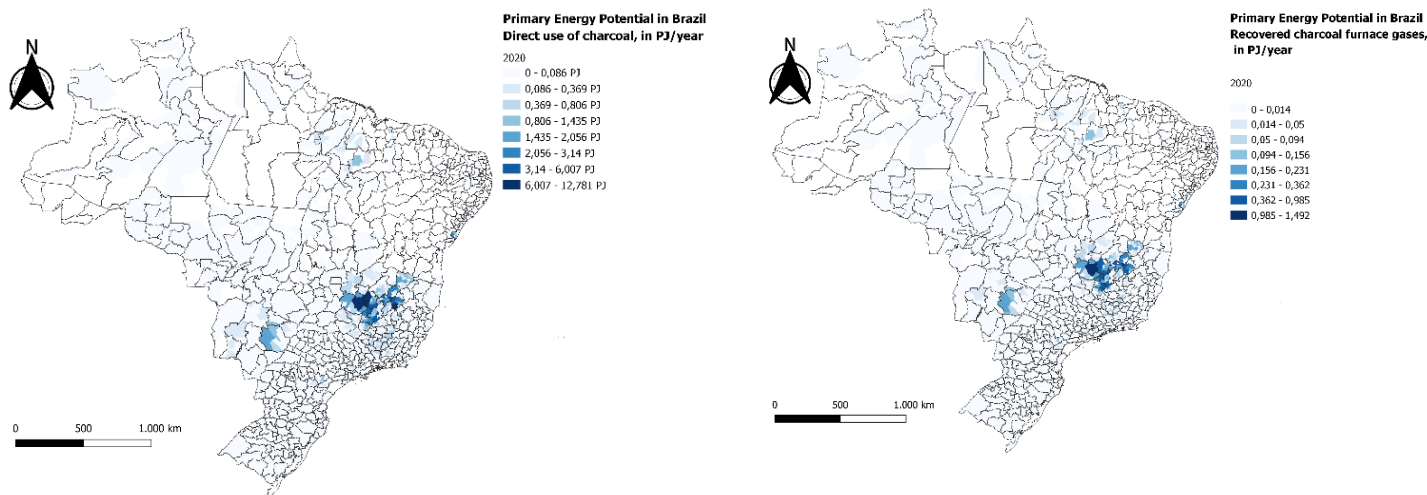 Primary Energy Potential in Brazil
Direct use of charcoal, in PJ/year
2020
0 - 0,086 PJ
0,086 - 0,369 PJ
0,369 - 0,806 PJ
0,806 - 1,435 PJ
1,435 - 2,056 PJ
2,056 - 3,14 PJ
3,14 - 6,007 PJ
6,007 - 12,781 PJ
N
0 500 1.000 km
Primary Energy Potential in Brazil
Recovered charcoal furnace gases,
in PJ/year
2020
0 - 0,014
0,014 - 0,05
0,05 - 0,094
0,094 - 0,156
0,156 - 0,231
0,231 - 0,362
0,362 - 0,985
0,985 - 1,492
N
0 500 1.000 km